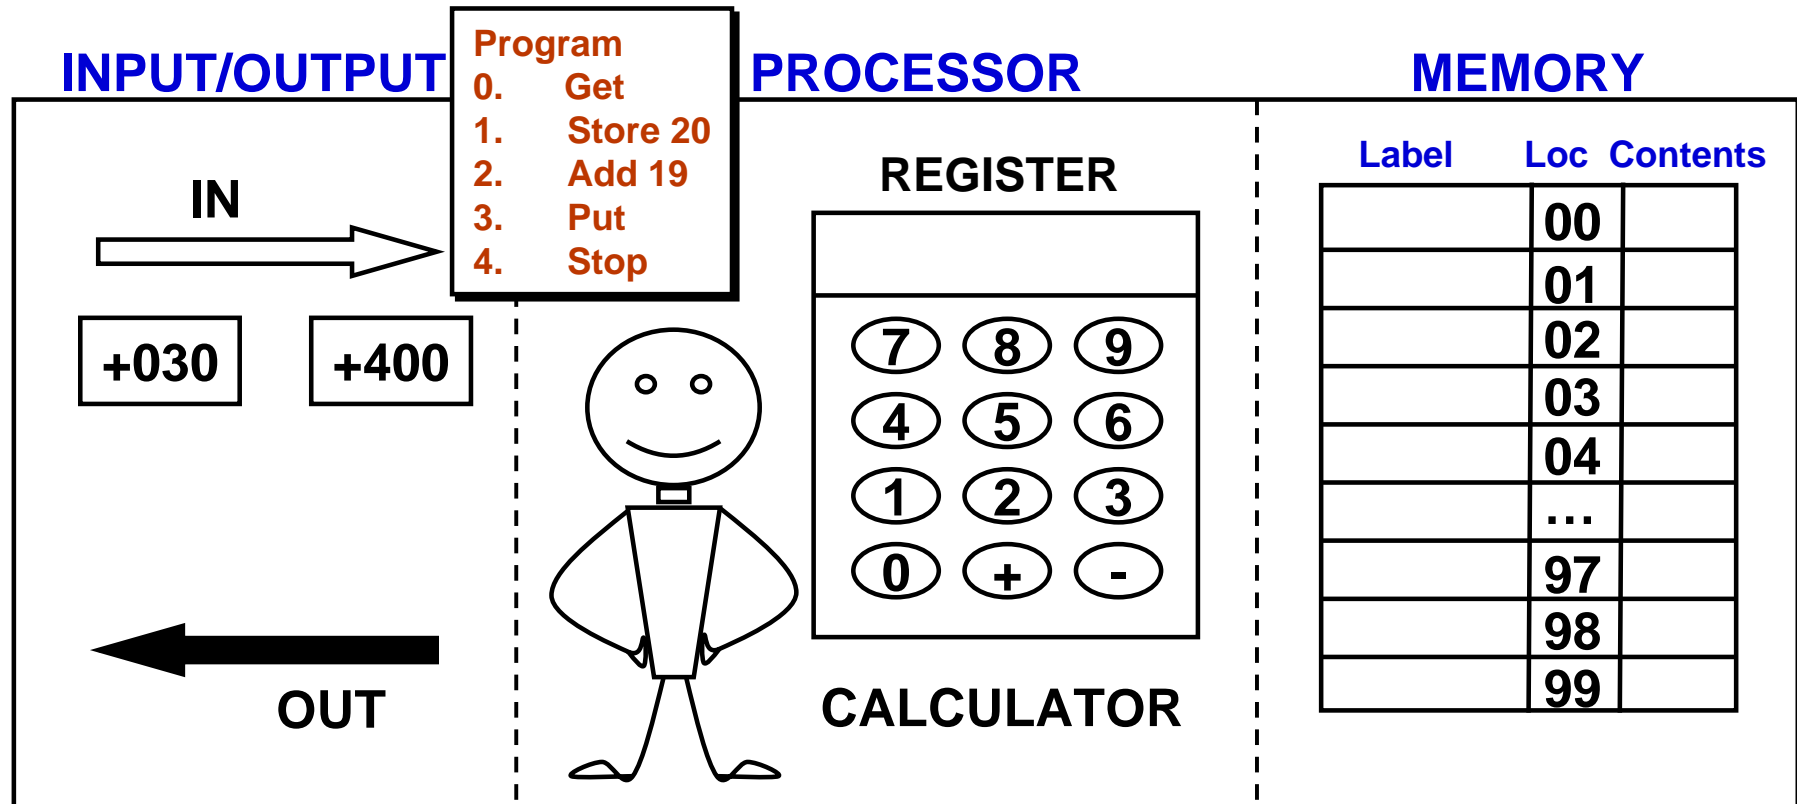 INPUT/OUTPUT
PROCESSOR
MEMORY
Program
0. Get
1. Store 20
2. Add 19
3. Put
4. Stop
IN
+030 +400
OUT
REGISTER
7 8 9
4 5 6
1 2 3
0 + -
CALCULATOR
Label Loc Contents
00
01
02
03
04
...
97
98
99